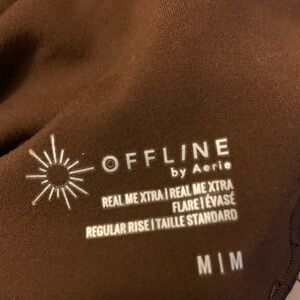 OFFLINE
by Aerie
REAL ME XTRA | REAL ME XTRA
FLARE | ÉVASÉ
REGULAR RISE | TAILLE STANDARD
M | M